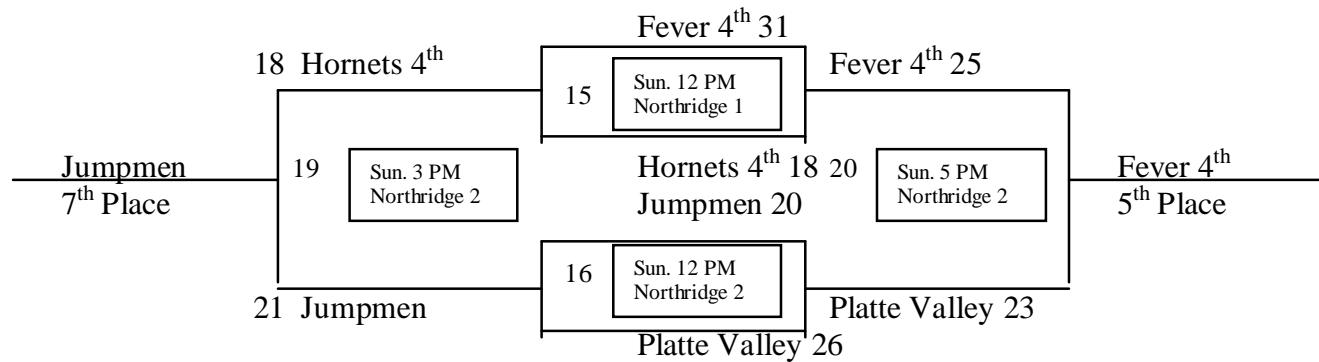 Fever 4th 31
18 Hornets 4th
Fever 4th 25
15
Sun. 12 PM
Northridge 1
Jumpmen
7th Place
19
Sun. 3 PM
Northridge 2
Hornets 4th 18
Jumpmen 20
20
Sun. 5 PM
Northridge 2
Fever 4th
5th Place
16
Sun. 12 PM
Northridge 2
21 Jumpmen
Platte Valley 23
Platte Valley 26